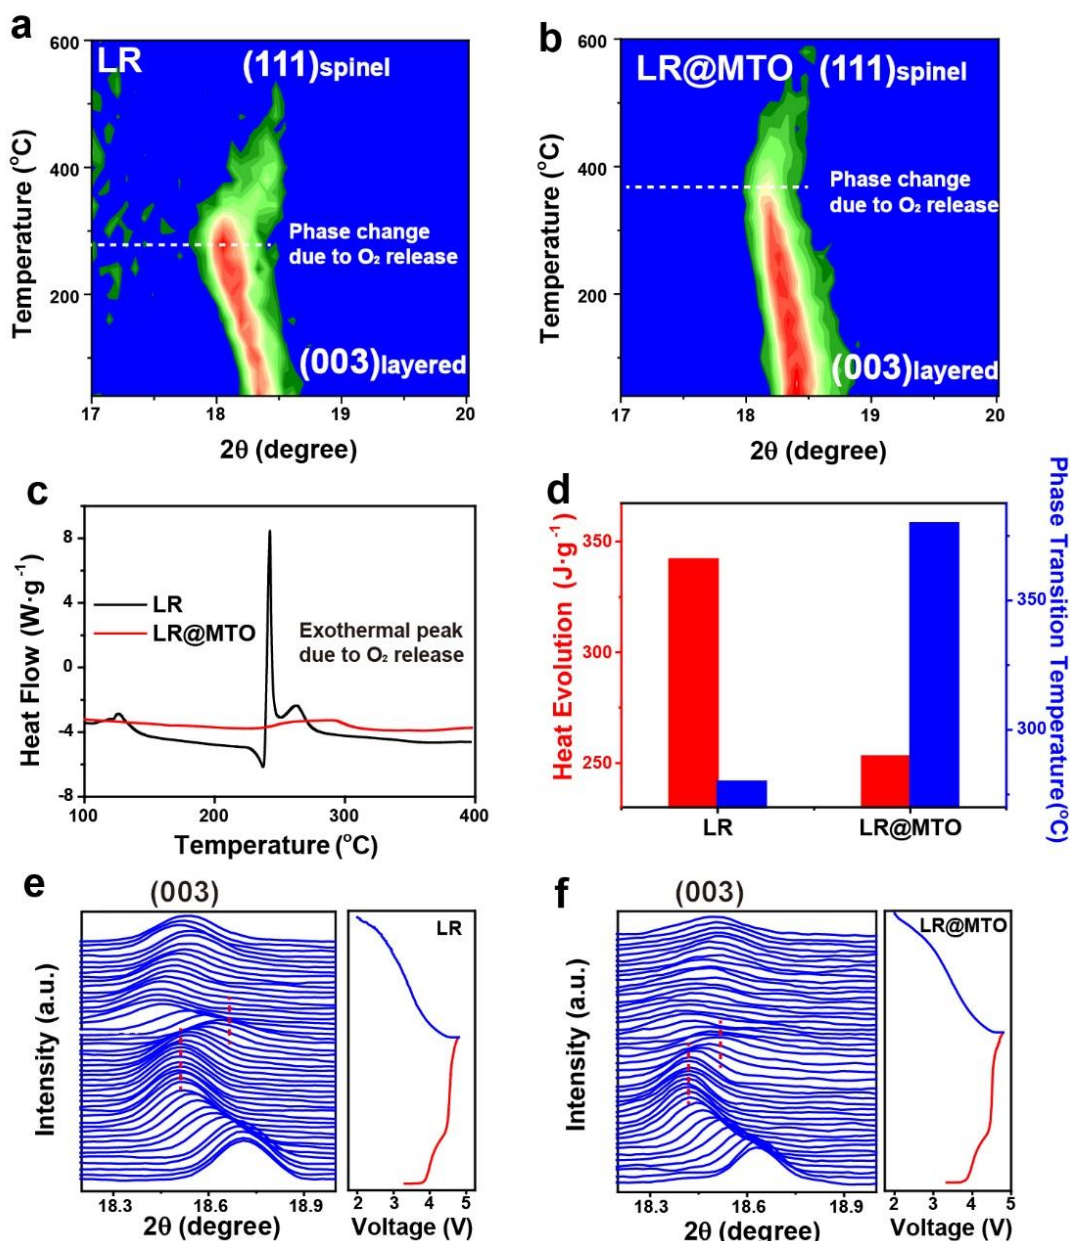 a
LR
(111)spinel
Phase change
due to O₂ release
(003)layered
600
400
200
17 18 19 20
Temperature (°C)
2θ (degree)
b
LR@MTO (111)spinel
Phase change
due to O₂ release
(003)layered
600
400
200
17 18 19 20
Temperature (°C)
2θ (degree)
c
8
4
0
-4
-8
100 200 300 400
LR
LR@MTO
Exothermal peak
due to O₂ release
Heat Flow (W·g⁻¹)
Temperature (°C)
d
350
300
250
350
300
LR LR@MTO
Heat Evolution (J·g⁻¹)
Phase Transition Temperature(°C)
e
(003)
LR
Intensity (a.u.)
18.3 18.6 18.9
2θ (degree)
2 3 4 5
Voltage (V)
f
(003)
LR@MTO
Intensity (a.u.)
18.3 18.6 18.9
2θ (degree)
2 3 4 5
Voltage (V)